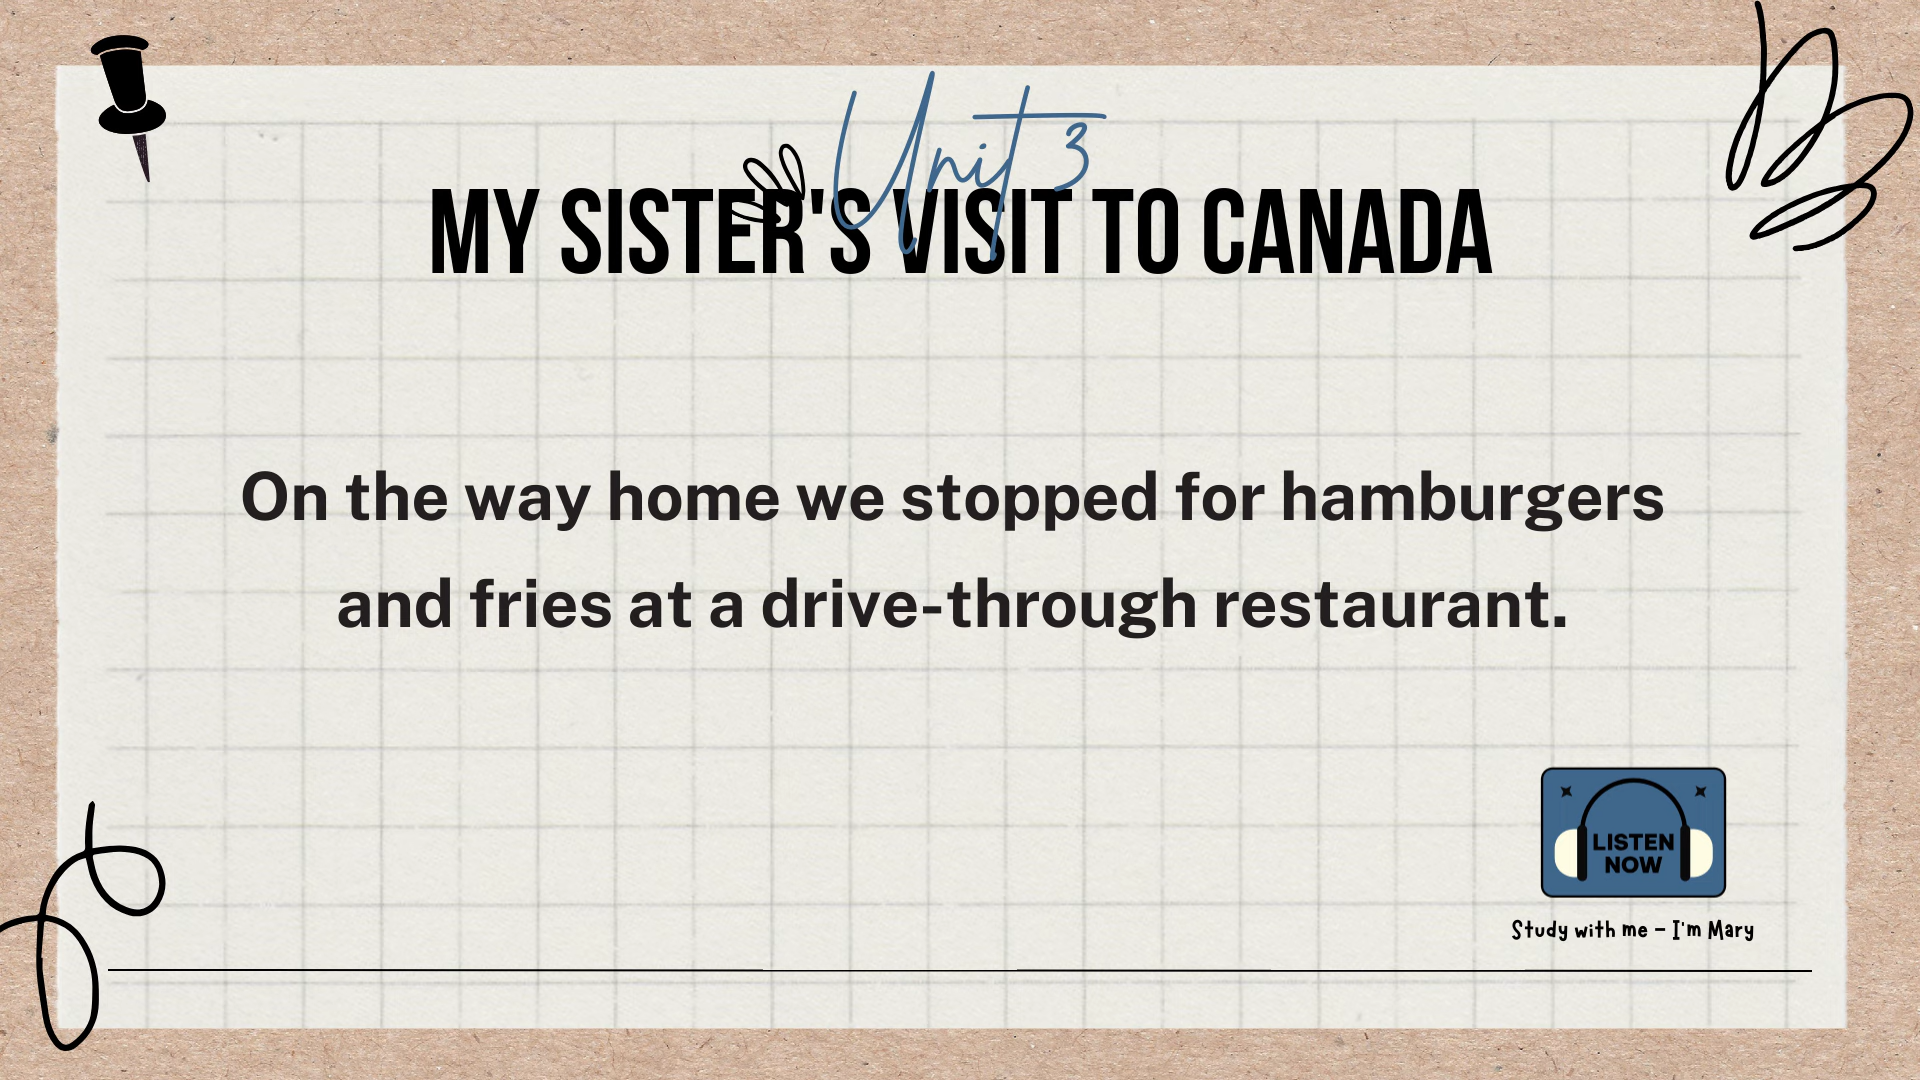 Unit 3
MY SISTER'S VISIT TO CANADA
On the way home we stopped for hamburgers
and fries at a drive-through restaurant.
LISTEN
NOW
Study with me - I'm Mary